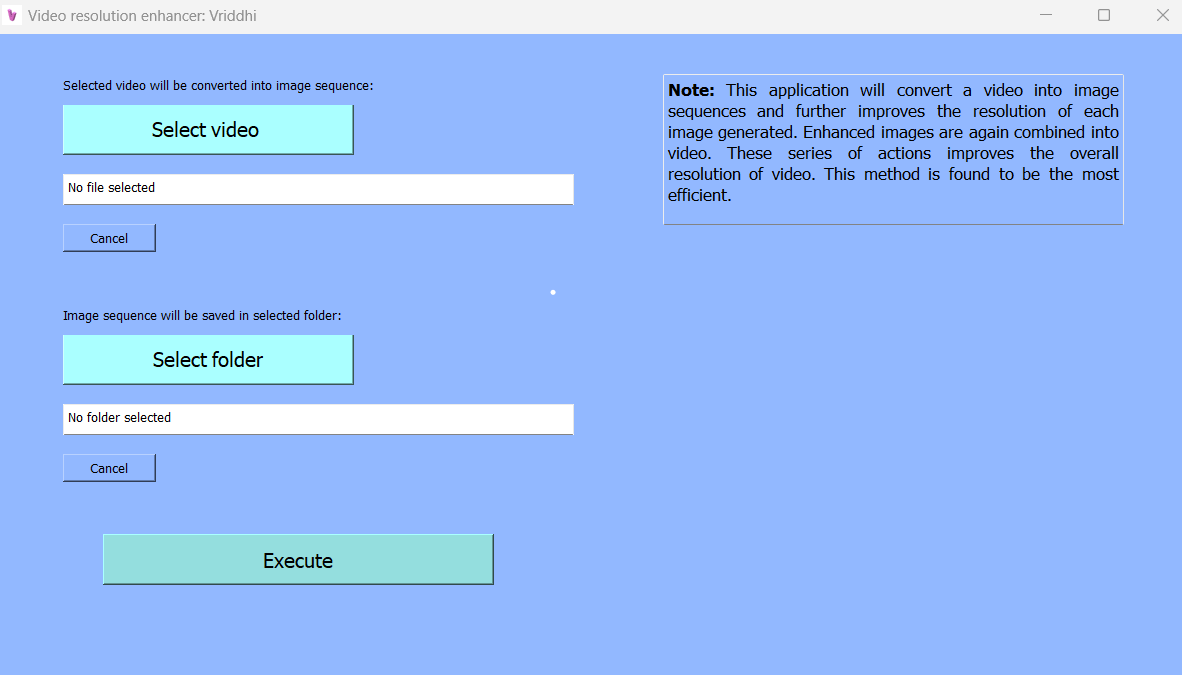 Video resolution enhancer: Vriddhi
Selected video will be converted into image sequence:
Select video
No file selected
Cancel
Image sequence will be saved in selected folder:
Select folder
No folder selected
Cancel
Execute
Note: This application will convert a video into image
sequences and further improves the resolution of each
image generated. Enhanced images are again combined into
video. These series of actions improves the overall
resolution of video. This method is found to be the most
efficient.